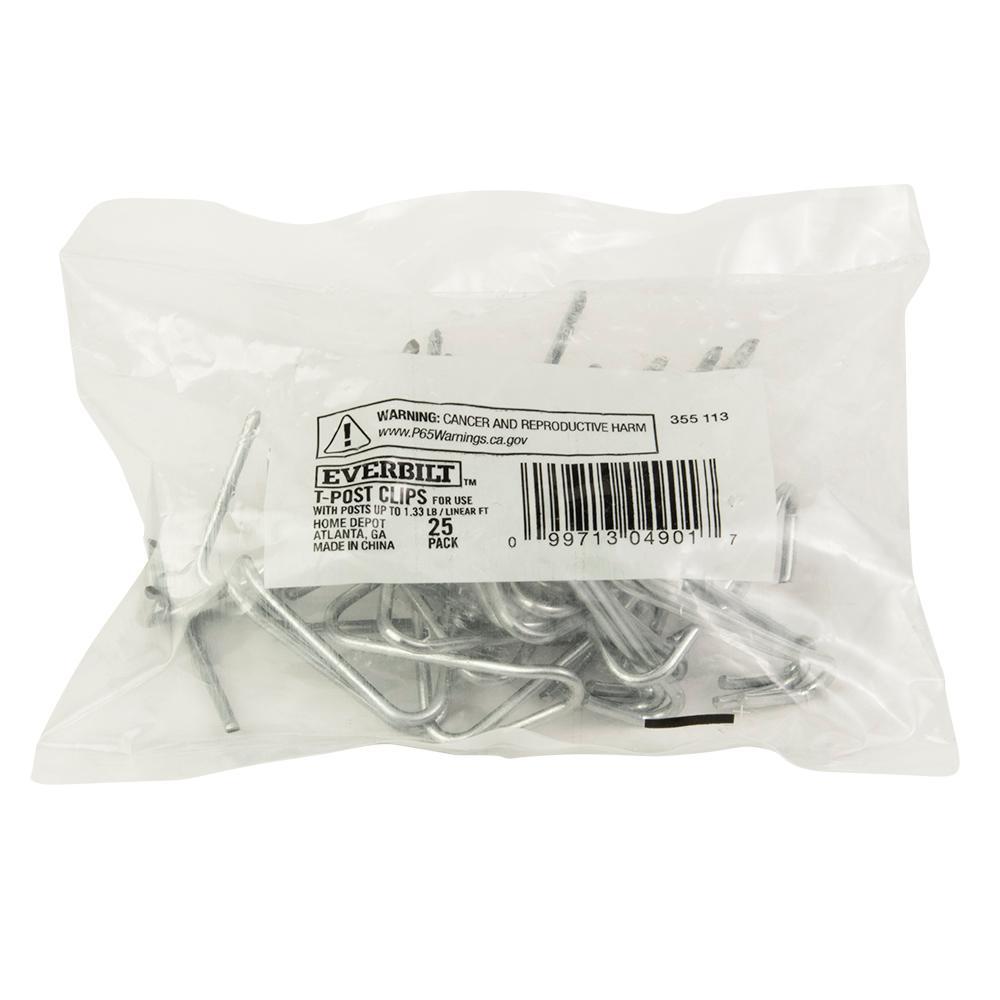 WARNING: CANCER AND REPRODUCTIVE HARM
www.P65Warnings.ca.gov
355 113
EVERBILT™
T-POST CLIPS FOR USE
WITH POSTS UP TO 1.33 LB / LINEAR FT
HOME DEPOT
ATLANTA, GA
MADE IN CHINA
25
PACK
0 99713 04901 7